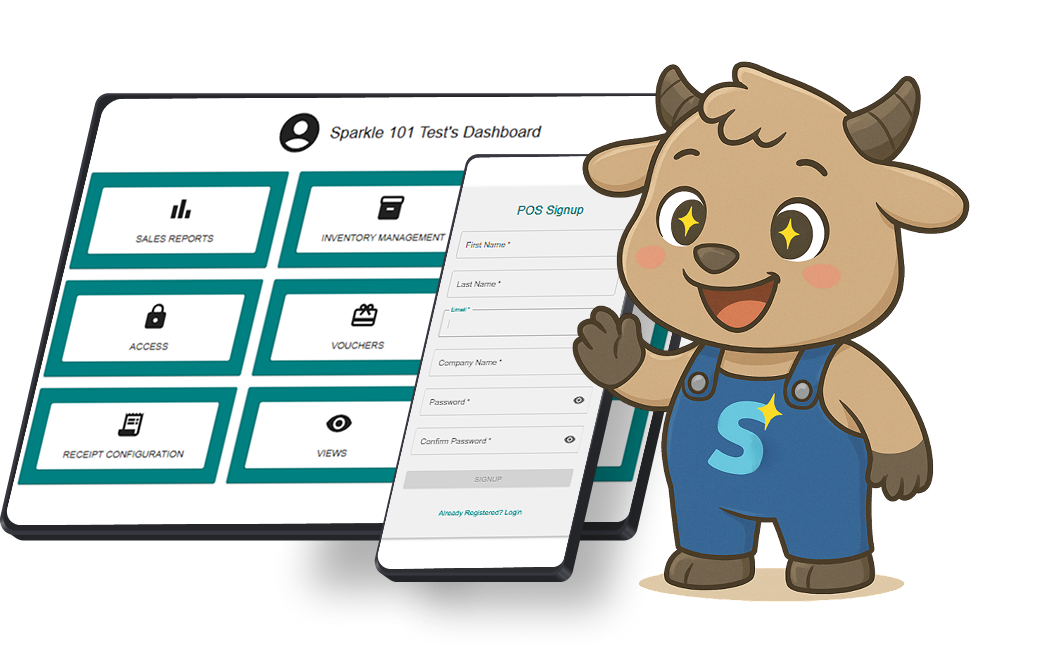 Sparkle 101 Test's Dashboard
SALES REPORTS
INVENTORY MANAGEMENT
ACCESS
VOUCHERS
RECEIPT CONFIGURATION
VIEWS
POS Signup
First Name *
Last Name *
Email *
Company Name *
Password *
Confirm Password *
SIGNUP
Already Registered? Login
S